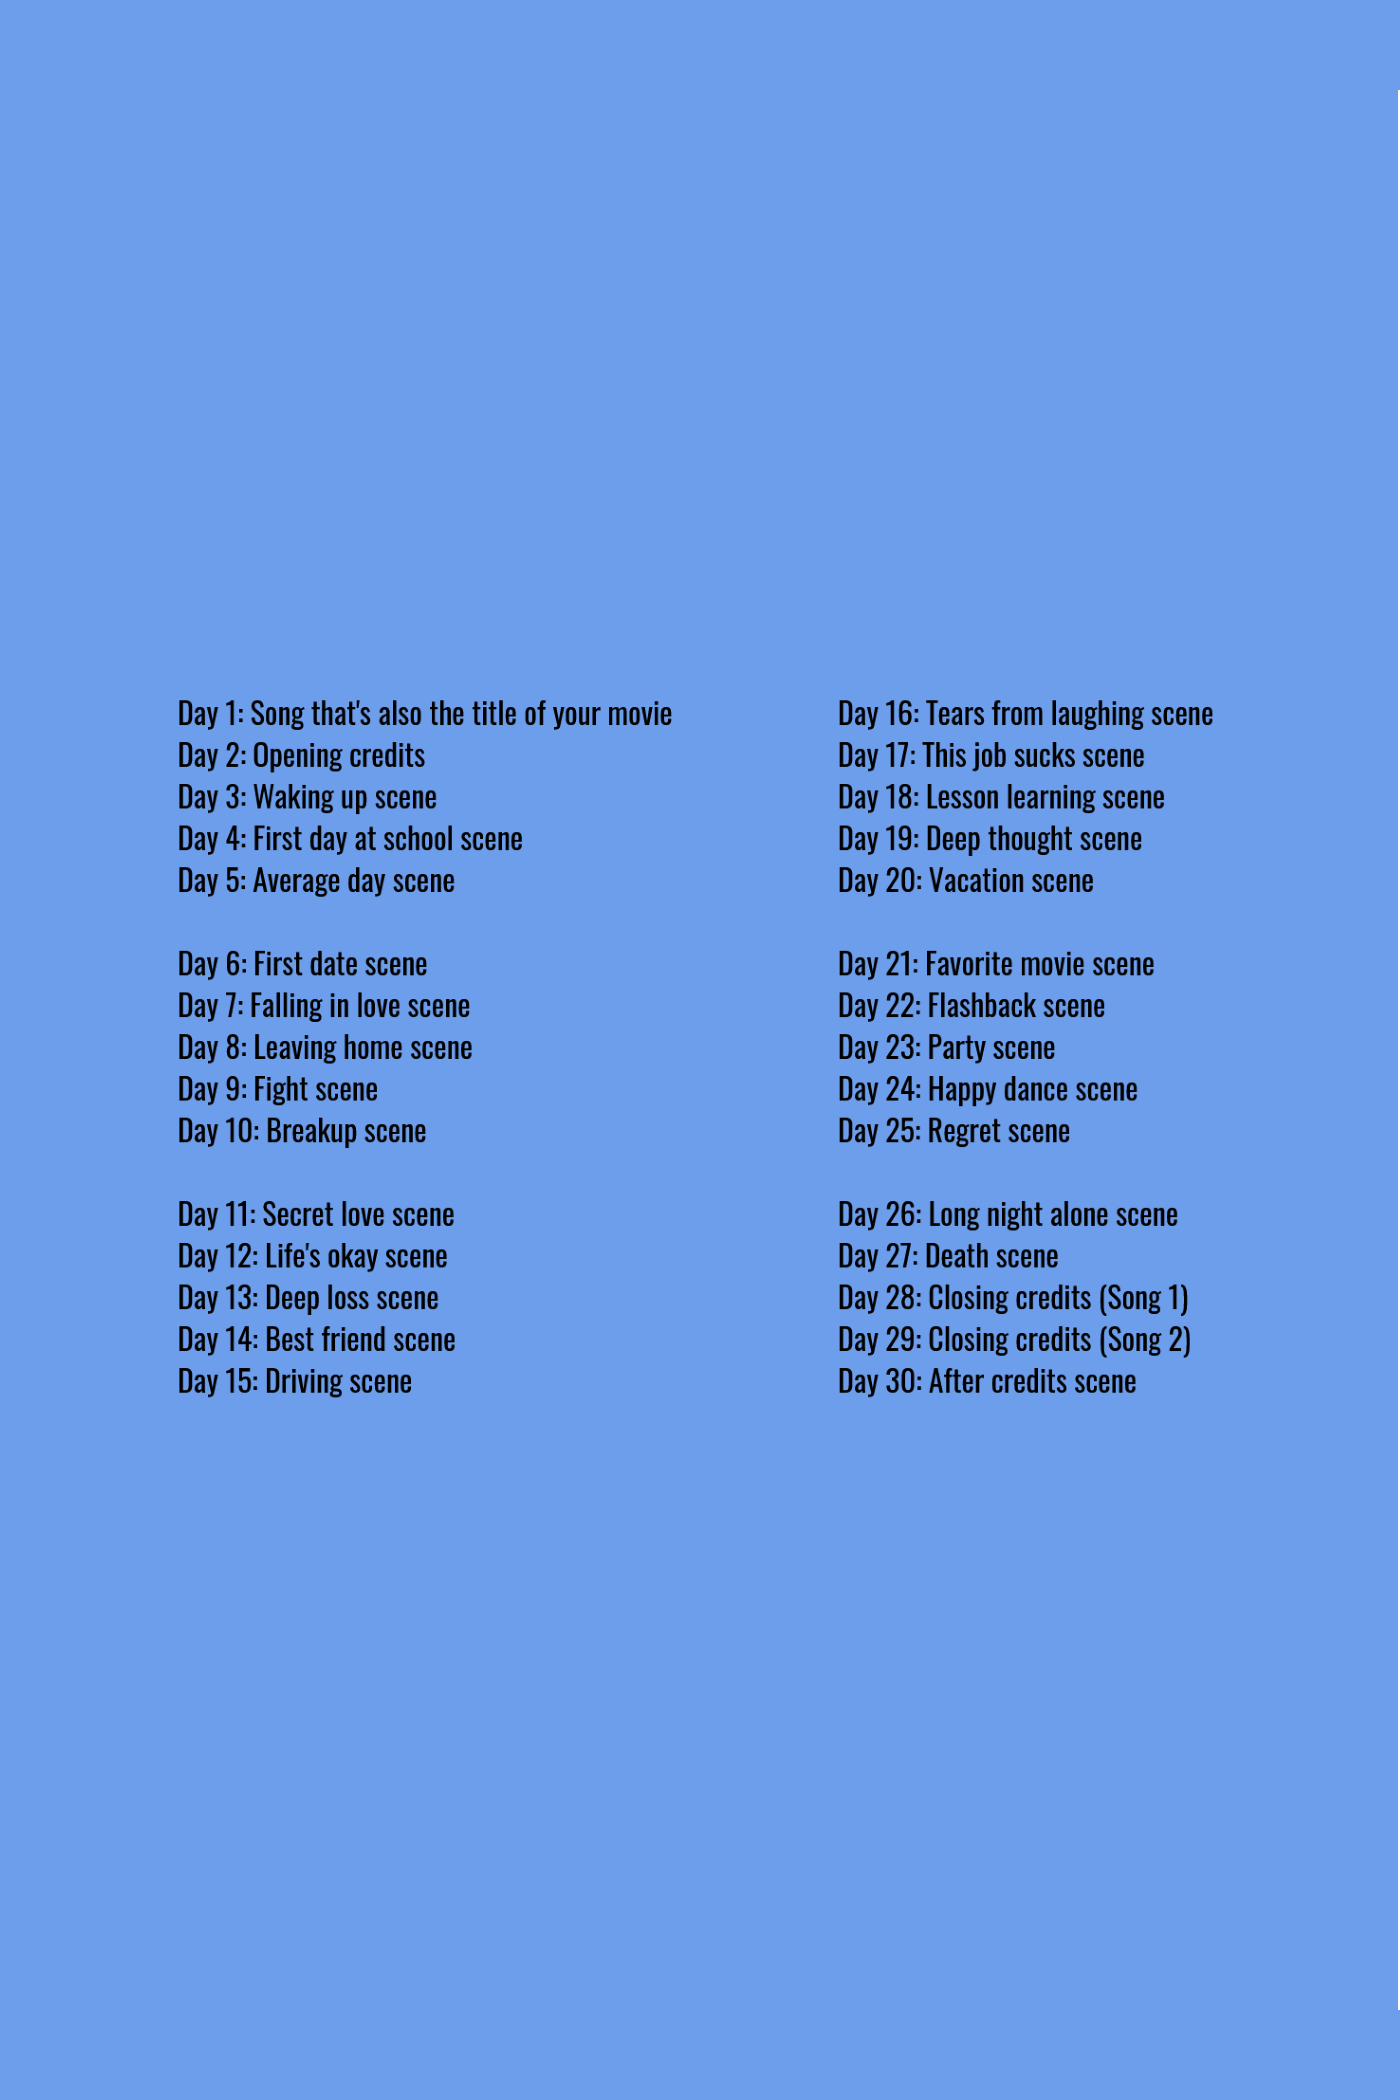 Day 1: Song that's also the title of your movie
Day 2: Opening credits
Day 3: Waking up scene
Day 4: First day at school scene
Day 5: Average day scene
Day 6: First date scene
Day 7: Falling in love scene
Day 8: Leaving home scene
Day 9: Fight scene
Day 10: Breakup scene
Day 11: Secret love scene
Day 12: Life's okay scene
Day 13: Deep loss scene
Day 14: Best friend scene
Day 15: Driving scene
Day 16: Tears from laughing scene
Day 17: This job sucks scene
Day 18: Lesson learning scene
Day 19: Deep thought scene
Day 20: Vacation scene
Day 21: Favorite movie scene
Day 22: Flashback scene
Day 23: Party scene
Day 24: Happy dance scene
Day 25: Regret scene
Day 26: Long night alone scene
Day 27: Death scene
Day 28: Closing credits (Song 1)
Day 29: Closing credits (Song 2)
Day 30: After credits scene